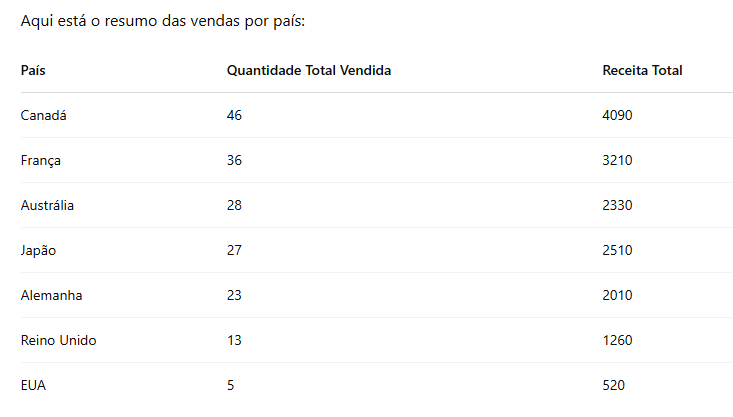 Aqui está o resumo das vendas por país:
País Quantidade Total Vendida Receita Total
Canadá 46 4090
França 36 3210
Austrália 28 2330
Japão 27 2510
Alemanha 23 2010
Reino Unido 13 1260
EUA 5 520